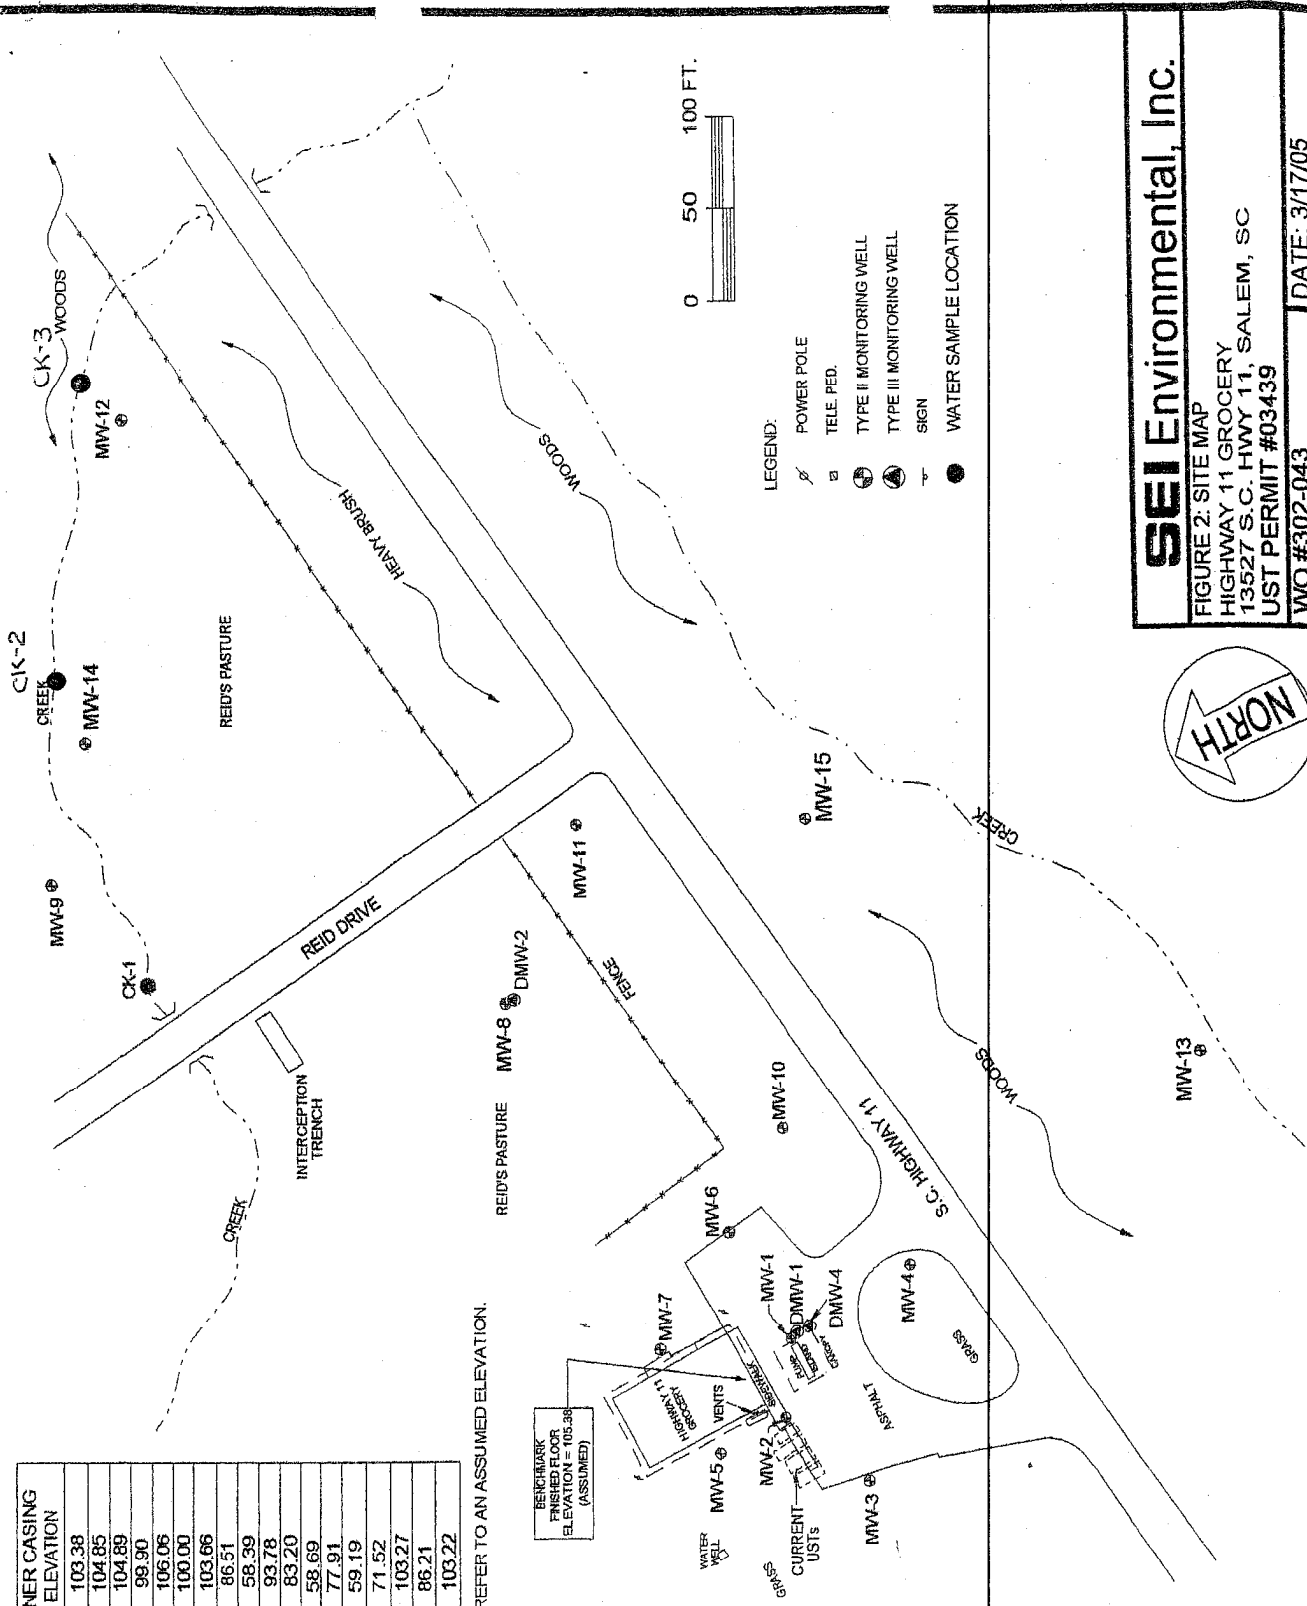 CK-3
WOODS
MW-12
CK-2
CREEK
MW-14
REID'S PASTURE
HEAVY BRUSH
MW-9
CK-1
REID DRIVE
INTERCEPTION
TRENCH
CREEK
MW-8
DMW-2
MW-11
FENCE
REID'S PASTURE
WOODS
0 50 100 FT.
LEGEND:
POWER POLE
TELE. PED.
TYPE II MONITORING WELL
TYPE III MONITORING WELL
SIGN
WATER SAMPLE LOCATION
MW-15
CREEK
MW-10
S.C. HIGHWAY 11
WOODS
MW-13
MW-6
MW-7
MW-1
DMW-1
DMW-4
PUMP
ISLAND
CANOPY
MW-4
GRASS
ASPHALT
HIGHWAY 11
GROCERY
SIDEWALK
VENTS
MW-5
MW-2
MW-3
CURRENT
USTs
WATER
WELL
GRASS
BENCHMARK
FINISHED FLOOR
ELEVATION = 105.38
(ASSUMED)
NER CASING
ELEVATION
103.38
104.85
104.89
99.90
106.06
100.00
103.66
86.51
58.39
93.78
83.20
58.69
77.91
59.19
71.52
103.27
86.21
103.22
REFER TO AN ASSUMED ELEVATION.
NORTH
SEI Environmental, Inc.
FIGURE 2: SITE MAP
HIGHWAY 11 GROCERY
13527 S.C. HWY 11, SALEM, SC
UST PERMIT #03439
WO #302-043
DATE: 3/17/05